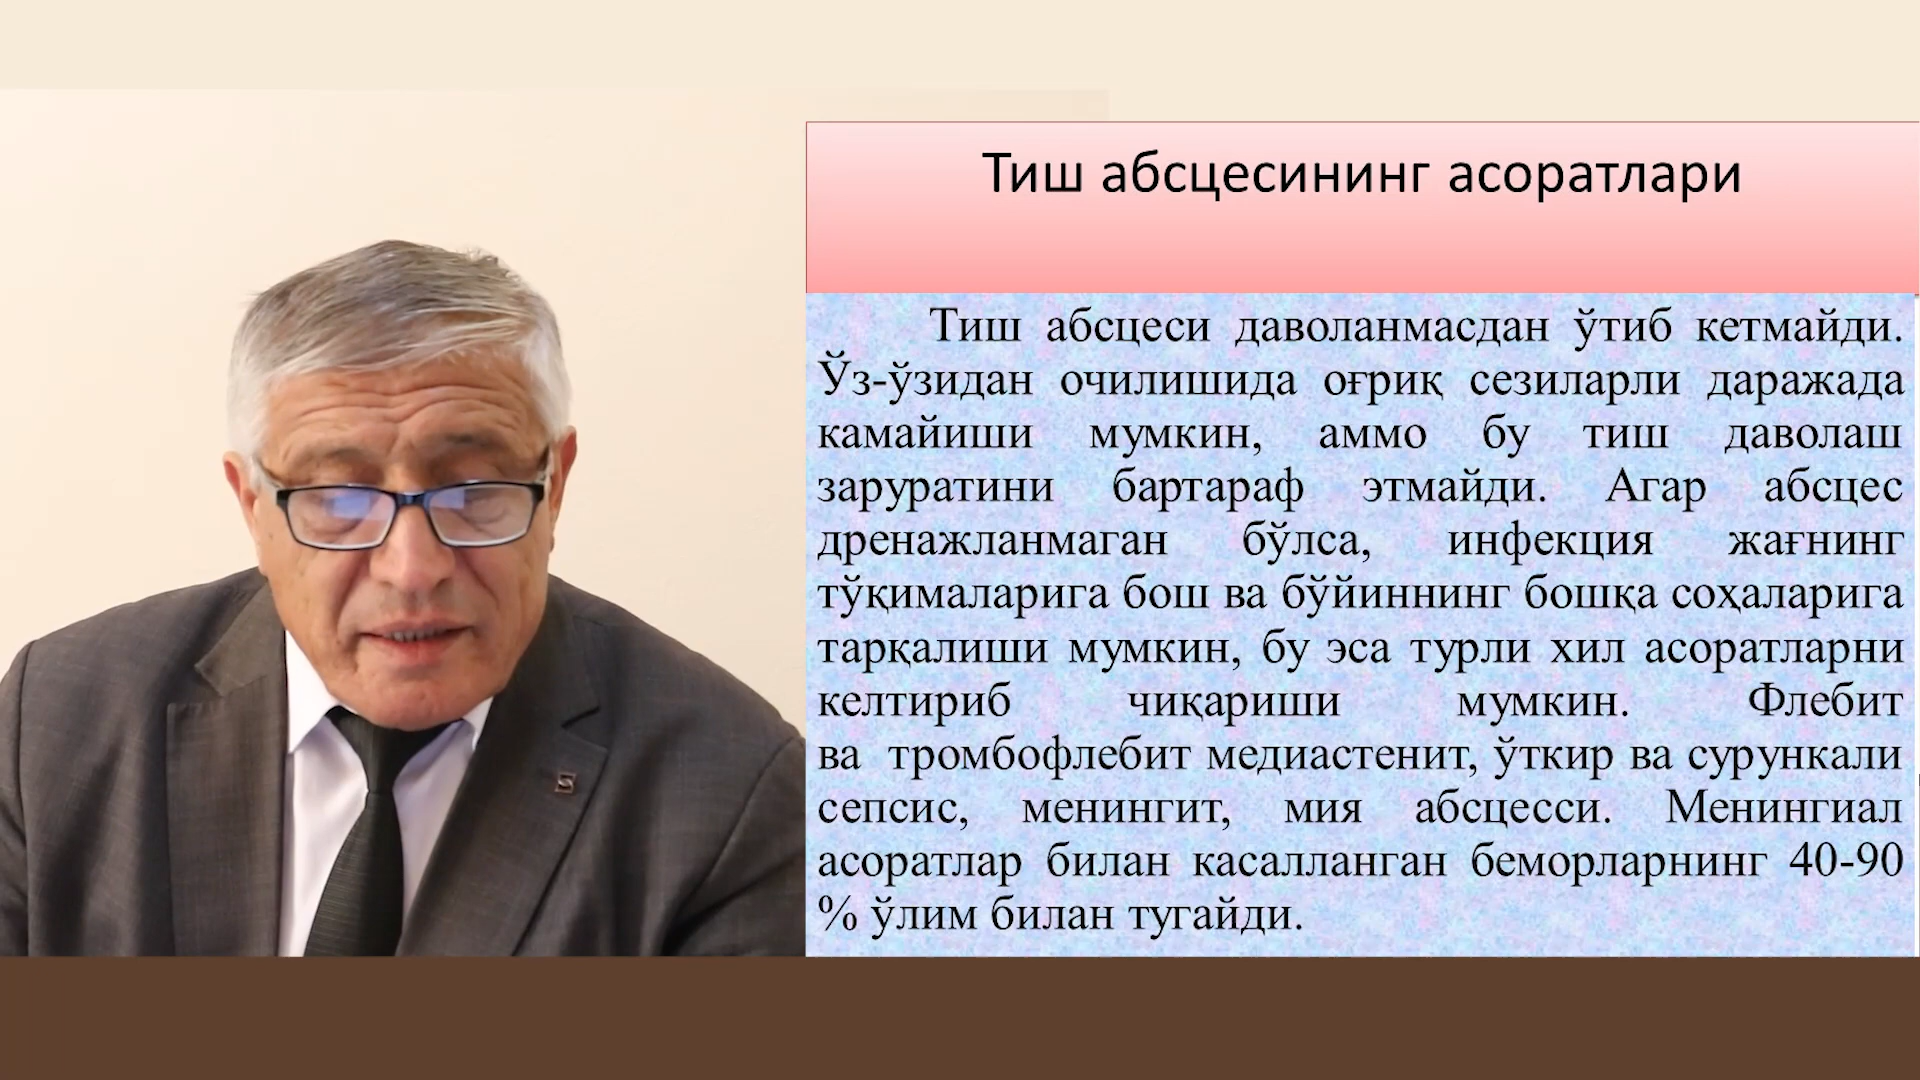 Тиш абсцесининг асоратлари
Тиш абсцеси даволанмасдан ўтиб кетмайди.
Ўз-ўзидан очилишида оғриқ сезиларли даражада
камайиши мумкин, аммо бу тиш даволаш
заруратини бартараф этмайди. Агар абсцес
дренажланмаган бўлса, инфекция жағнинг
тўқималарига бош ва бўйиннинг бошқа соҳаларига
тарқалиши мумкин, бу эса турли хил асоратларни
келтириб чиқариши мумкин. Флебит
ва тромбофлебит медиастенит, ўткир ва сурункали
сепсис, менингит, мия абсцесси. Менингиал
асоратлар билан касалланган беморларнинг 40-90
% ўлим билан тугайди.